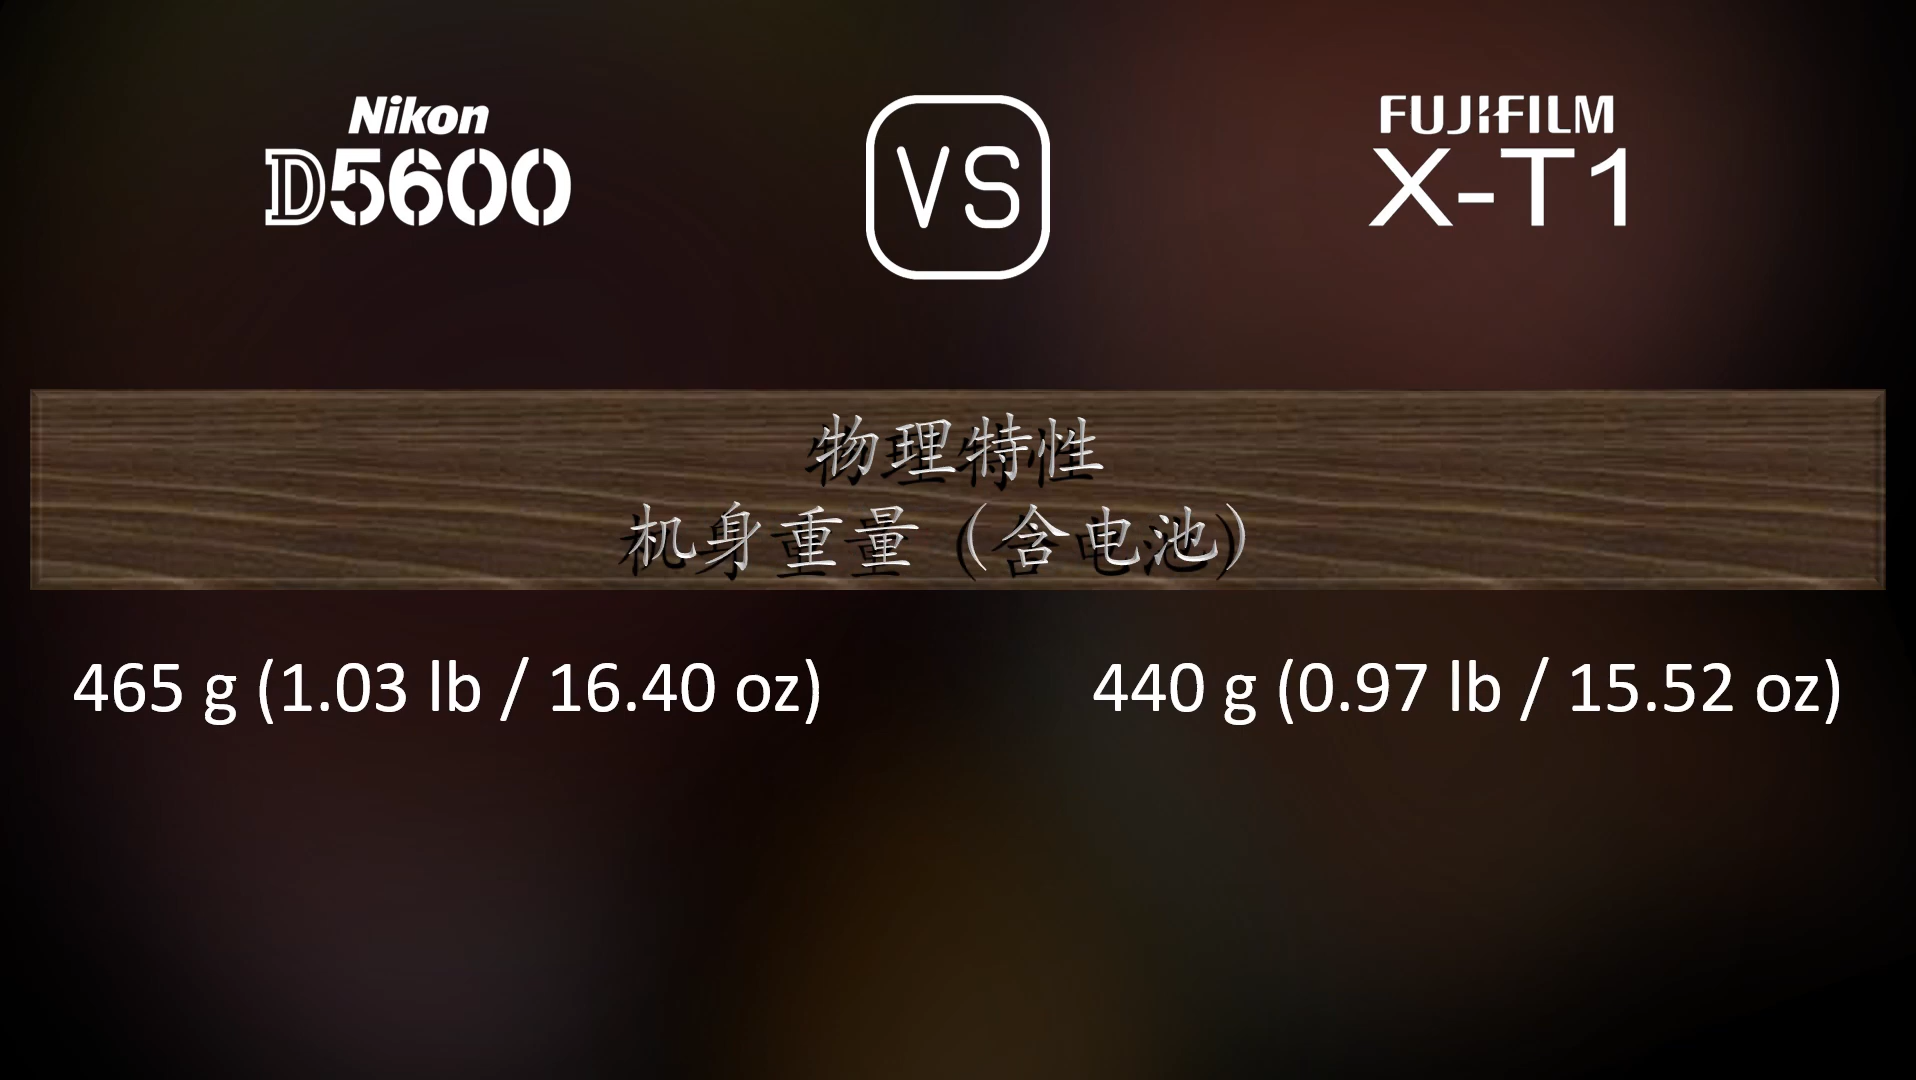 Nikon
D5600
VS
FUJIFILM
X-T1
物理特性
机身重量（含电池）
465 g (1.03 lb / 16.40 oz)
440 g (0.97 lb / 15.52 oz)